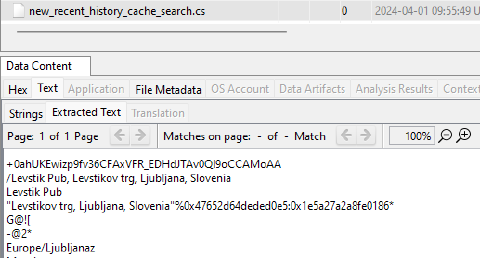 new_recent_history_cache_search.cs 0 2024-04-01 09:55:49
Data Content
Hex Text Application File Metadata OS Account Data Artifacts Analysis Results Context
Strings Extracted Text Translation
Page: 1 of 1 Page Matches on page: - of - Match 100%
+0ahUKEwizp9fv36CFAxVFR_EDHdJTAv0QI9oCCAMoAA
/Levstik Pub, Levstikov trg, Ljubljana, Slovenia
Levstik Pub
"Levstikov trg, Ljubljana, Slovenia"%0x47652d64deded0e5:0x1e5a27a2a8fe0186*
G@![
-@2*
Europe/Ljubljanaz